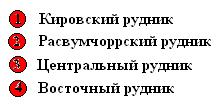 1 Кировский рудник
2 Расвумчоррский рудник
3 Центральный рудник
4 Восточный рудник